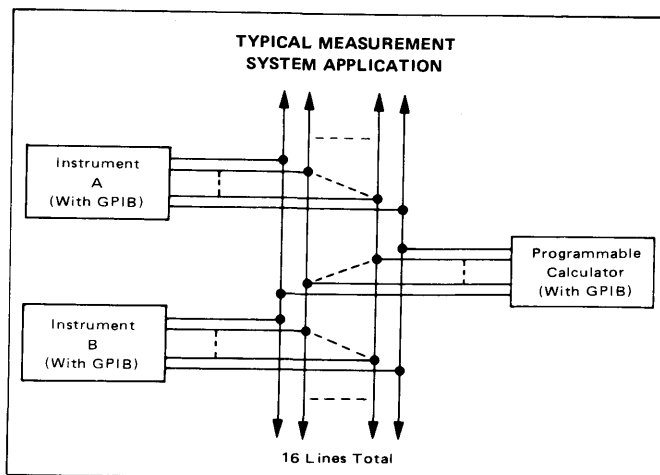 TYPICAL MEASUREMENT
SYSTEM APPLICATION
Instrument
A
(With GPIB)
Programmable
Calculator
(With GPIB)
Instrument
B
(With GPIB)
16 Lines Total